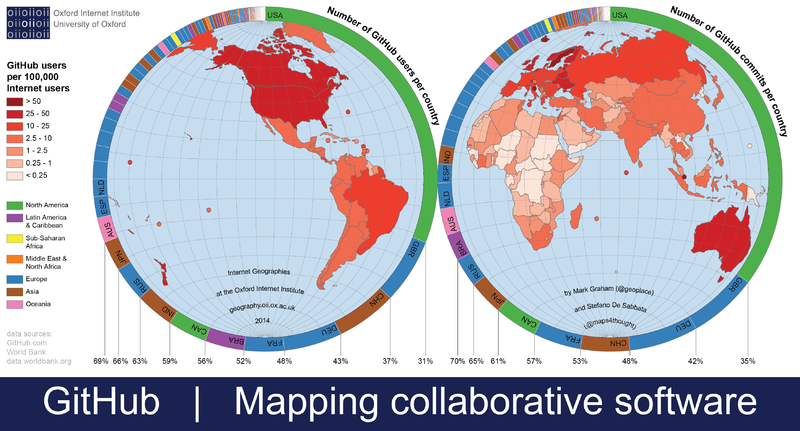 oiioiioii
oiioiioii
oiioiioii
Oxford Internet Institute
University of Oxford
GitHub users
per 100,000
Internet users
> 50
25 - 50
10 - 25
2.5 - 10
1 - 2.5
0.25 - 1
< 0.25
North America
Latin America
& Caribbean
Sub-Saharan
Africa
Middle East &
North Africa
Europe
Asia
Oceania
data sources:
GitHub.com
World Bank
data.worldbank.org
Number of GitHub users per country
USA
GBR
CHN
DEU
FRA
BRA
CAN
IND
RUS
JPN
AUS
ESP
NLD
Internet Geographies
at the Oxford Internet Institute
geography.oii.ox.ac.uk
2014
69% 66% 63% 59% 56% 52% 48% 43% 37% 31%
Number of GitHub commits per country
USA
GBR
DEU
CHN
FRA
CAN
JPN
RUS
BRA
AUS
NLD
ESP
IND
by Mark Graham (@geoplace)
and Stefano De Sabbata
(@maps4thought)
70% 65% 61% 57% 53% 48% 42% 35%
GitHub | Mapping collaborative software